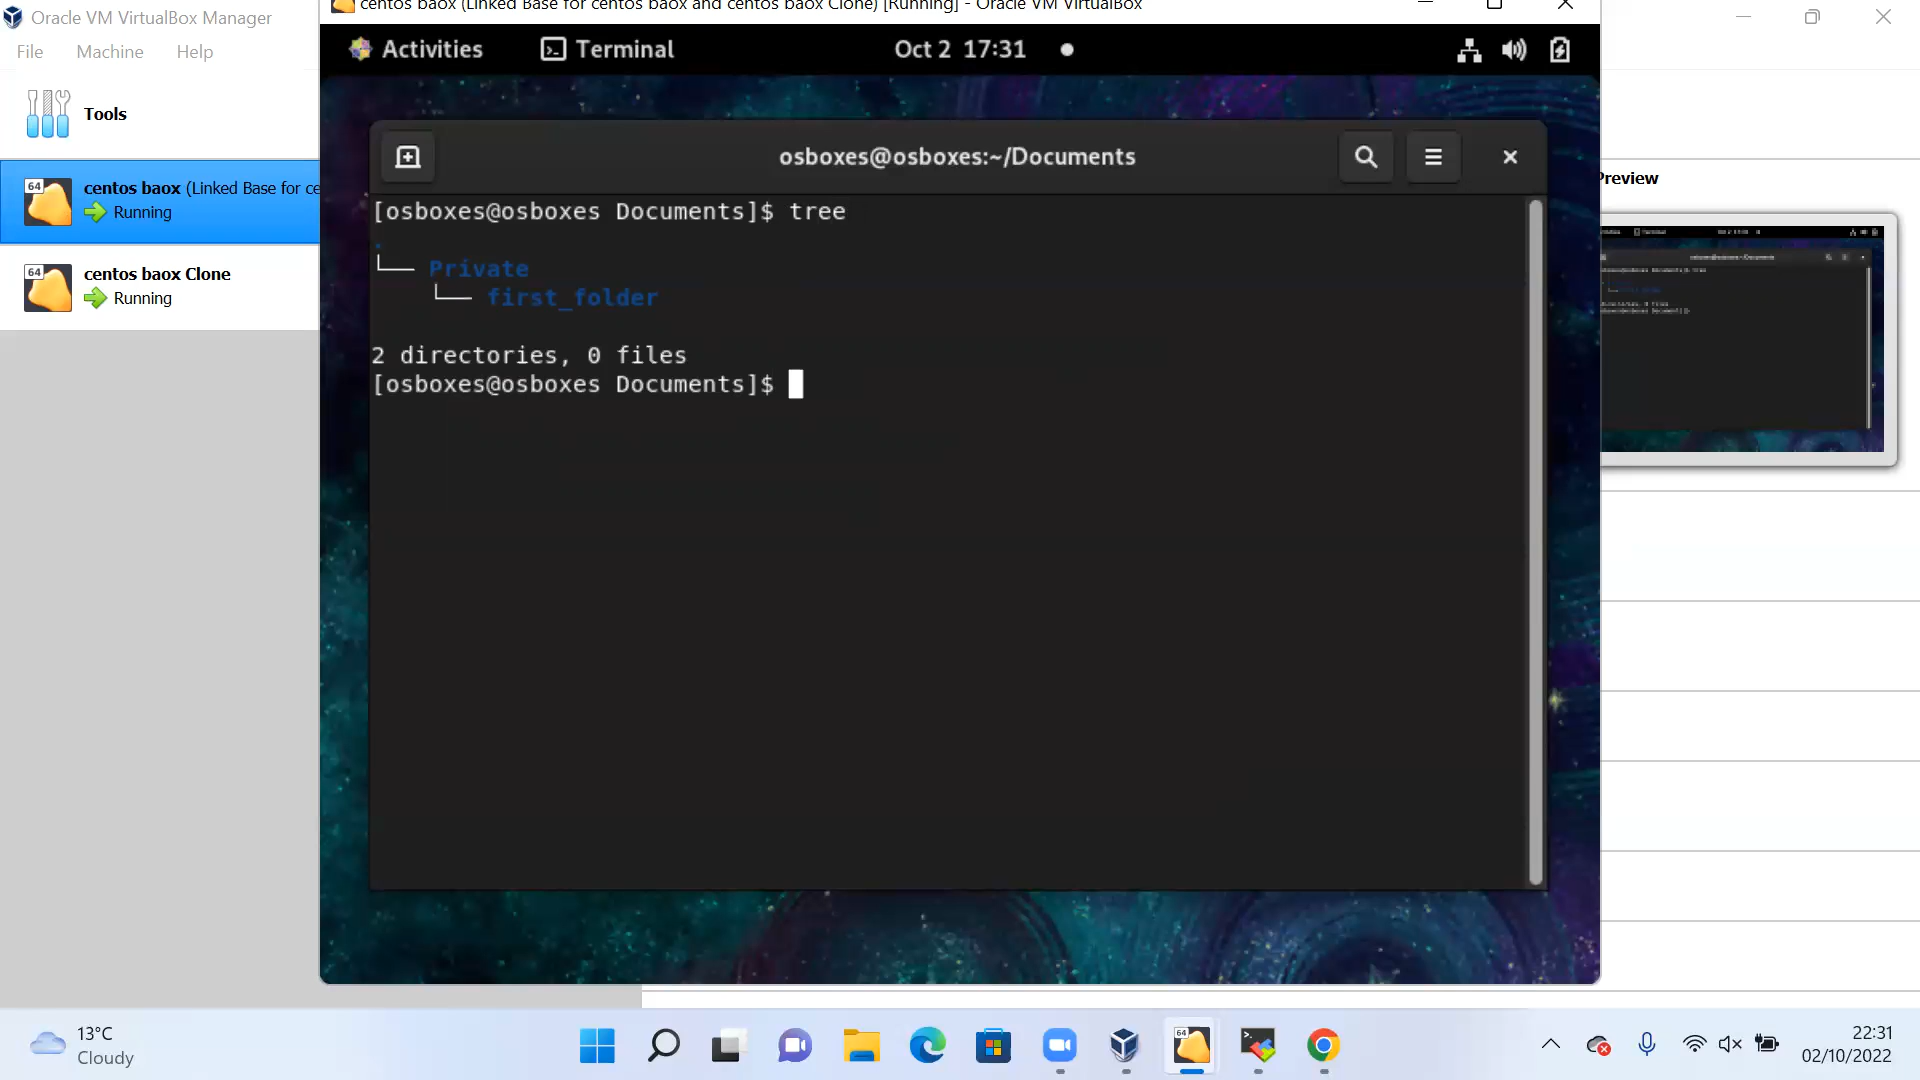 Oracle VM VirtualBox Manager
File Machine Help
Tools
64
centos baox (Linked Base for ce
Running
64
centos baox Clone
Running
centos baox (Linked Base for centos baox and centos baox Clone) [Running] - Oracle VM VirtualBox
Activities Terminal Oct 2 17:31
osboxes@osboxes:~/Documents
[osboxes@osboxes Documents]$ tree
.
└── Private
    └── first_folder
2 directories, 0 files
[osboxes@osboxes Documents]$
Preview
13°C
Cloudy
64
22:31
02/10/2022